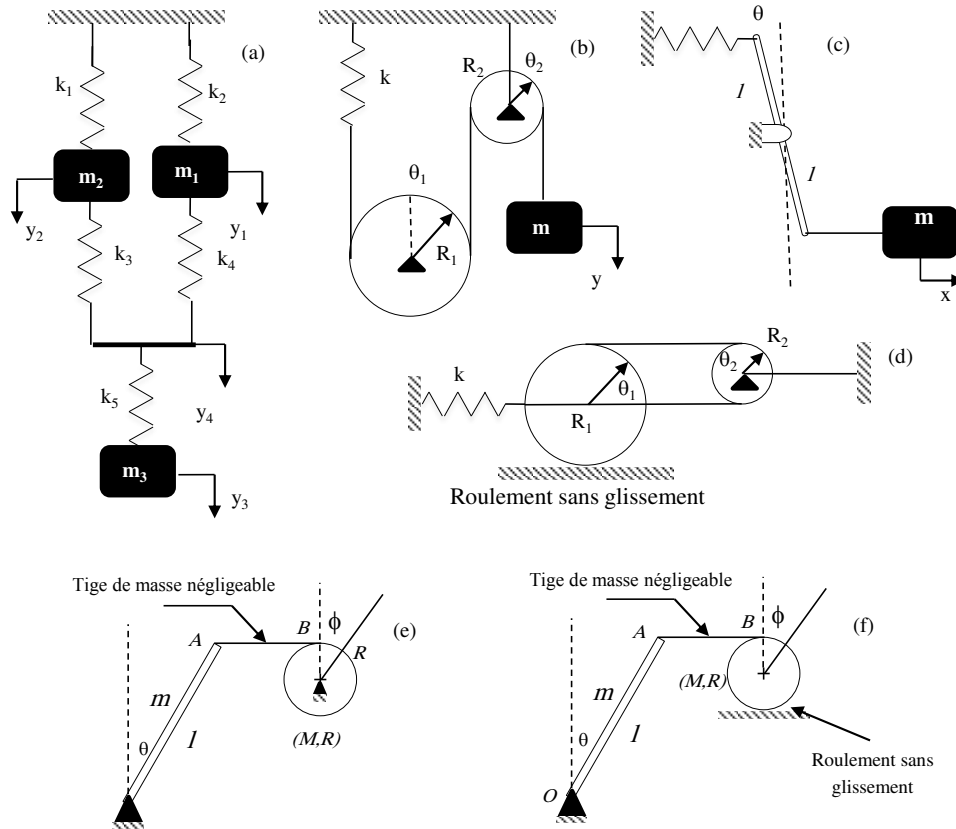 (a)
k₁
k₂
m₂
m₁
y₂
y₁
k₃
k₄
k₅
y₄
m₃
y₃
(b)
k
R₂
θ₂
θ₁
R₁
m
y
θ
(c)
l
l
m
x
(d)
k
θ₁
R₁
θ₂
R₂
Roulement sans glissement
Tige de masse négligeable
(e)
A
B
ϕ
R
m
θ
l
(M,R)
Tige de masse négligeable
(f)
A
B
ϕ
m
(M,R)
θ
l
O
Roulement sans
glissement